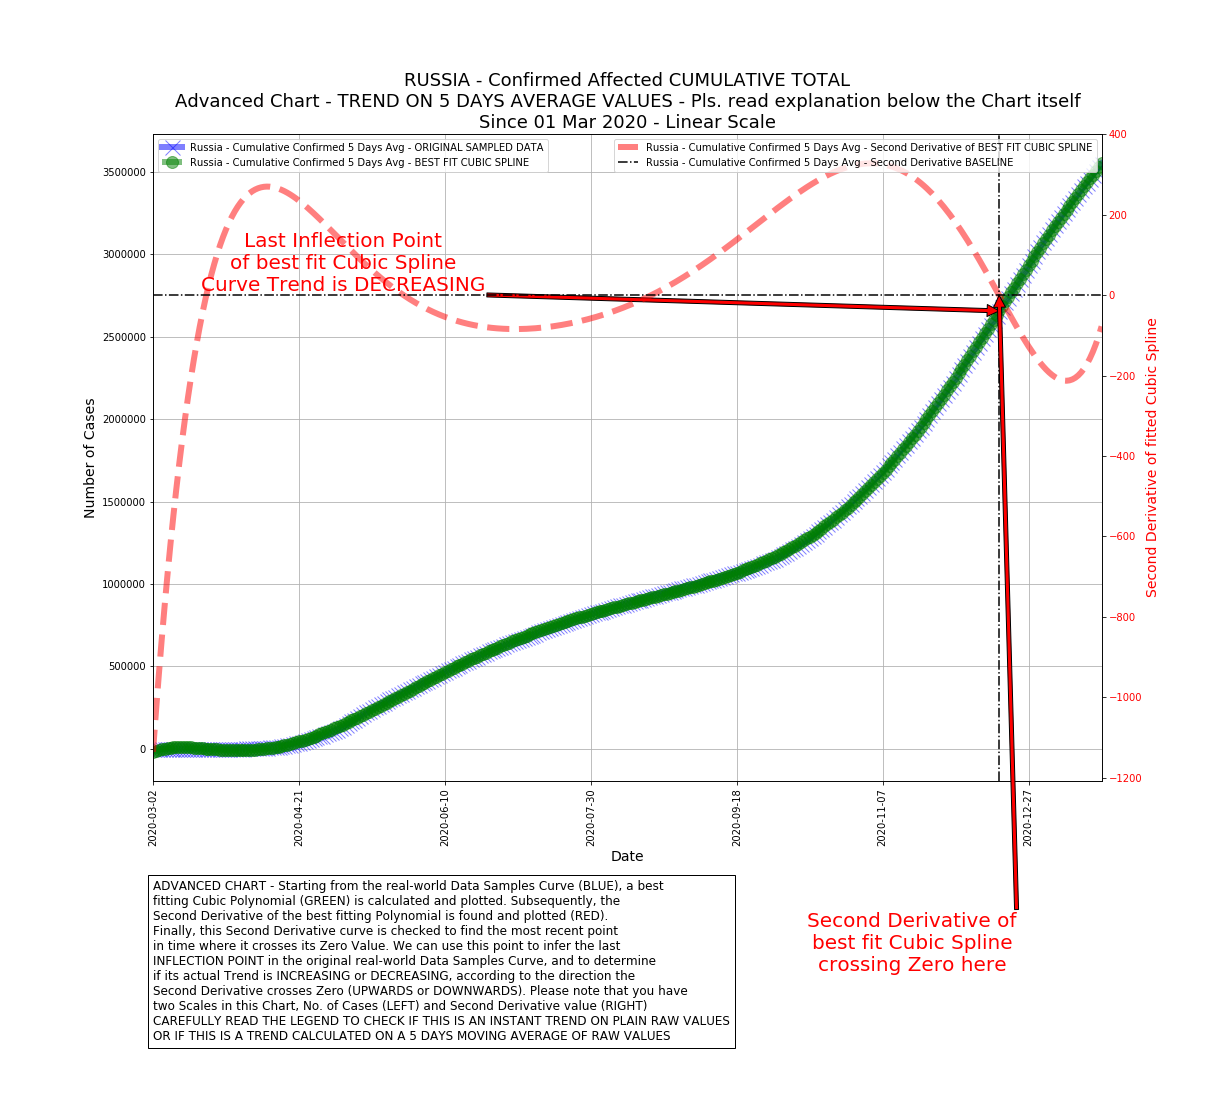 RUSSIA - Confirmed Affected CUMULATIVE TOTAL
Advanced Chart - TREND ON 5 DAYS AVERAGE VALUES - Pls. read explanation below the Chart itself
Since 01 Mar 2020 - Linear Scale
Russia - Cumulative Confirmed 5 Days Avg - ORIGINAL SAMPLED DATA
Russia - Cumulative Confirmed 5 Days Avg - BEST FIT CUBIC SPLINE
Russia - Cumulative Confirmed 5 Days Avg - Second Derivative of BEST FIT CUBIC SPLINE
Russia - Cumulative Confirmed 5 Days Avg - Second Derivative BASELINE
Last Inflection Point
of best fit Cubic Spline
Curve Trend is DECREASING
Number of Cases
3500000
3000000
2500000
2000000
1500000
1000000
500000
0
400
200
0
−200
−400
−600
−800
−1000
−1200
Second Derivative of fitted Cubic Spline
2020-03-02
2020-04-21
2020-06-10
2020-07-30
2020-09-18
2020-11-07
2020-12-27
Date
ADVANCED CHART - Starting from the real-world Data Samples Curve (BLUE), a best
fitting Cubic Polynomial (GREEN) is calculated and plotted. Subsequently, the
Second Derivative of the best fitting Polynomial is found and plotted (RED).
Finally, this Second Derivative curve is checked to find the most recent point
in time where it crosses its Zero Value. We can use this point to infer the last
INFLECTION POINT in the original real-world Data Samples Curve, and to determine
if its actual Trend is INCREASING or DECREASING, according to the direction the
Second Derivative crosses Zero (UPWARDS or DOWNWARDS). Please note that you have
two Scales in this Chart, No. of Cases (LEFT) and Second Derivative value (RIGHT)
CAREFULLY READ THE LEGEND TO CHECK IF THIS IS AN INSTANT TREND ON PLAIN RAW VALUES
OR IF THIS IS A TREND CALCULATED ON A 5 DAYS MOVING AVERAGE OF RAW VALUES
Second Derivative of
best fit Cubic Spline
crossing Zero here